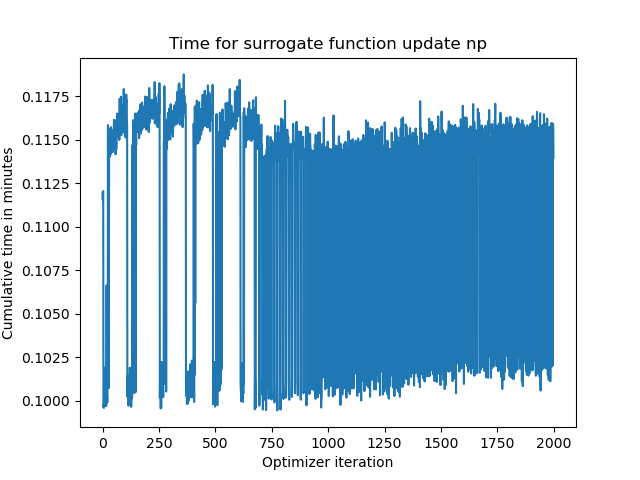 Time for surrogate function update np
Cumulative time in minutes
0.1175
0.1150
0.1125
0.1100
0.1075
0.1050
0.1025
0.1000
0 250 500 750 1000 1250 1500 1750 2000
Optimizer iteration